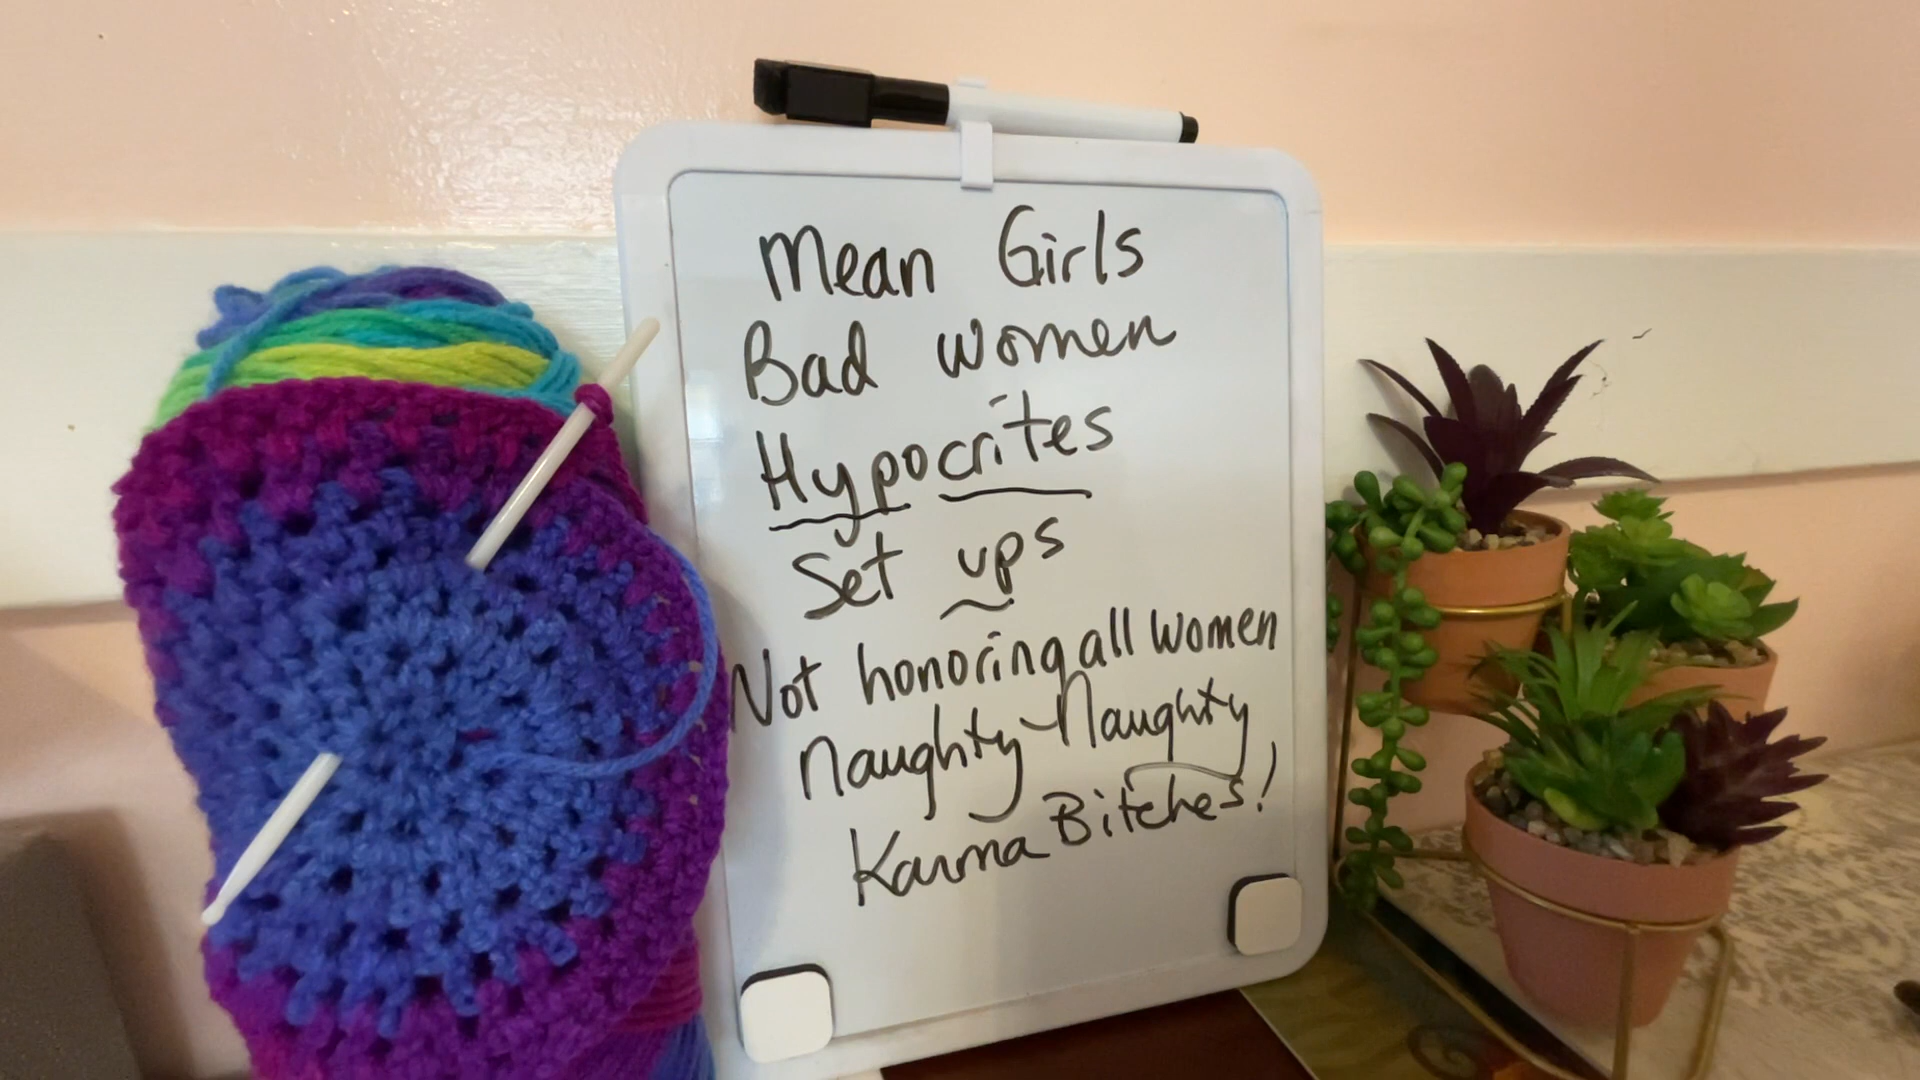 Mean Girls
Bad women
Hypocrites
Set ups
Not honoring all women
Naughty-Naughty
Karma Bitches!